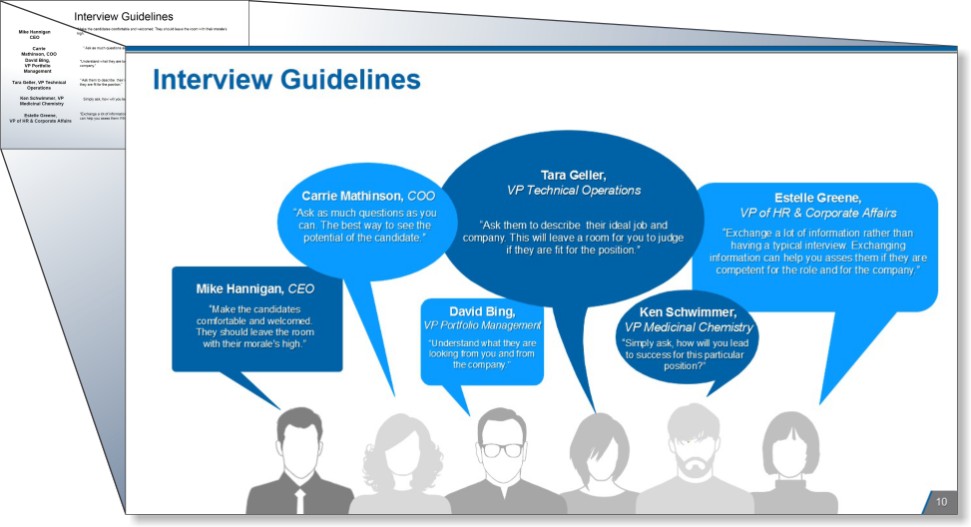 Interview Guidelines
Mike Hannigan
CEO
Carrie
Mathinson, COO
David Bing,
VP Portfolio
Management
Tara Geller, VP Technical
Operations
Ken Schwimmer, VP
Medicinal Chemistry
Estelle Greene,
VP of HR & Corporate Affairs
Interview Guidelines
Mike Hannigan, CEO
"Make the candidates
comfortable and welcomed.
They should leave the room
with their morale's high."
Carrie Mathinson, COO
"Ask as much questions as you
can. The best way to see the
potential of the candidate."
David Bing,
VP Portfolio Management
"Understand what they are
looking from you and from
the company."
Tara Geller,
VP Technical Operations
"Ask them to describe their ideal job and
company. This will leave a room for you to judge
if they are fit for the position."
Ken Schwimmer,
VP Medicinal Chemistry
"Simply ask, how will you lead
to success for this particular
position?"
Estelle Greene,
VP of HR & Corporate Affairs
"Exchange a lot of information rather than
having a typical interview. Exchanging
information can help you asses them if they are
competent for the role and for the company."
10